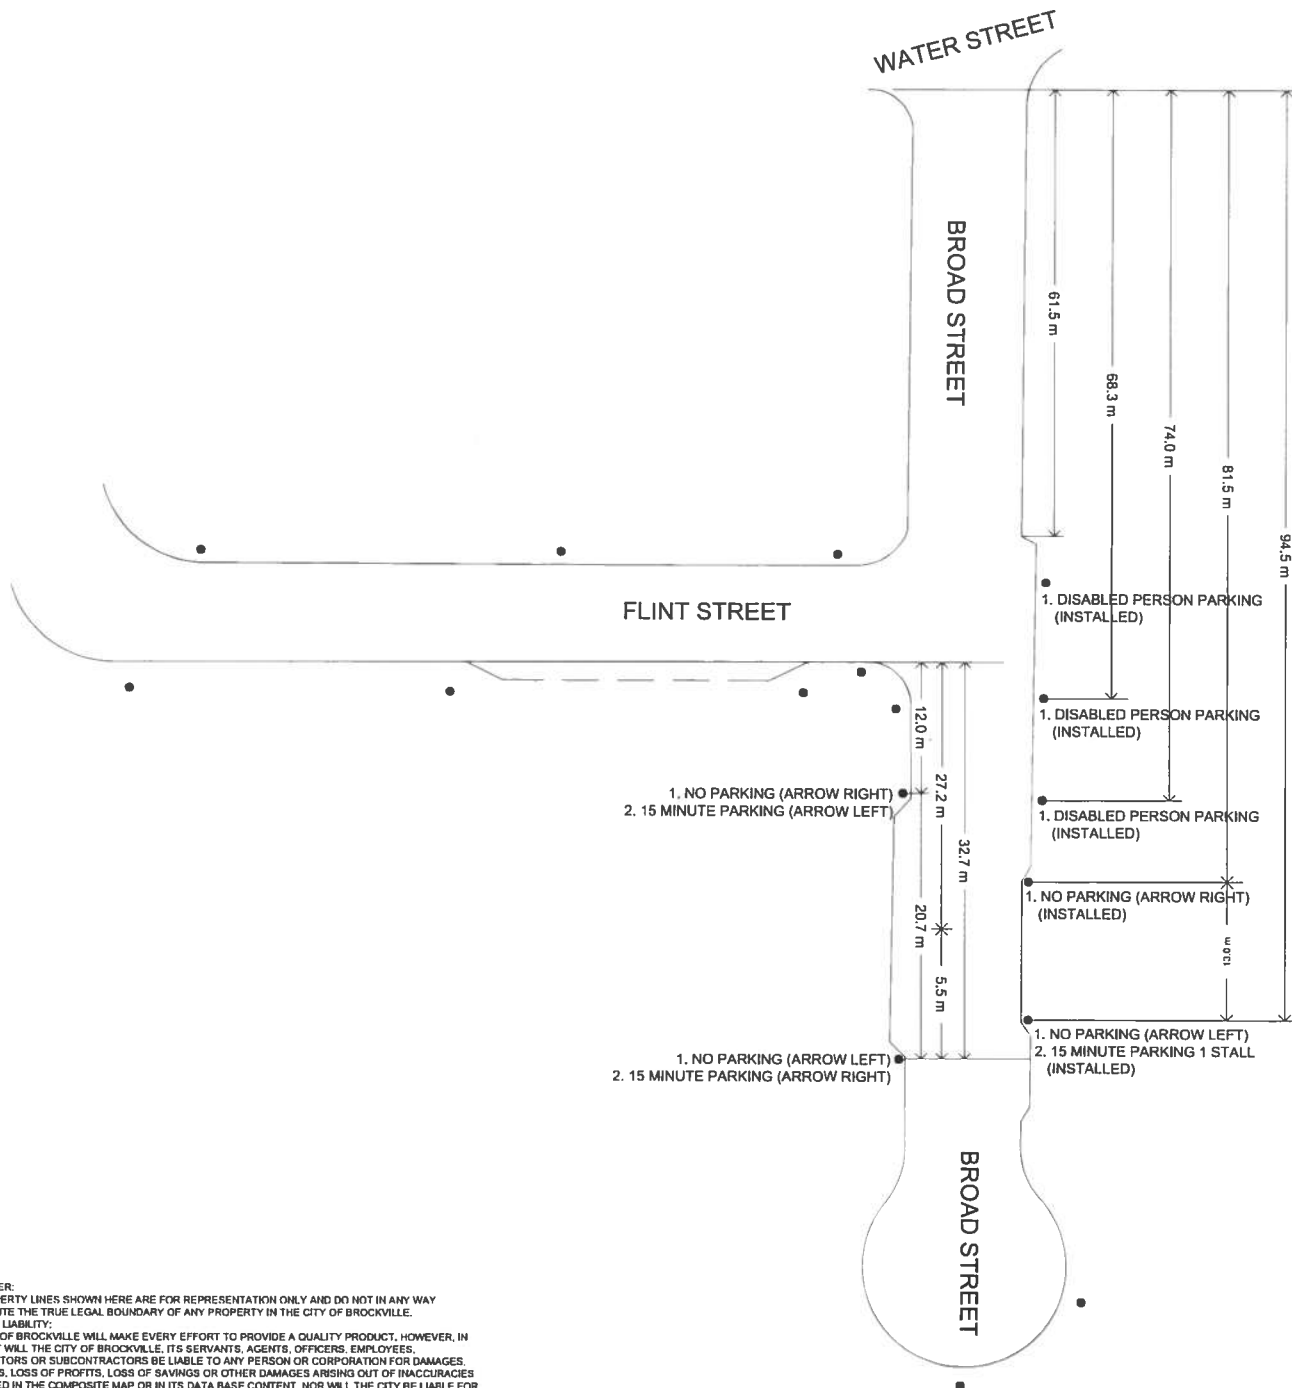 WATER STREET
BROAD STREET
61.5 m
68.3 m
74.0 m
81.5 m
94.5 m
1. DISABLED PERSON PARKING
(INSTALLED)
FLINT STREET
1. DISABLED PERSON PARKING
(INSTALLED)
12.0 m
27.2 m
32.7 m
1. NO PARKING (ARROW RIGHT)
2. 15 MINUTE PARKING (ARROW LEFT)
1. DISABLED PERSON PARKING
(INSTALLED)
1. NO PARKING (ARROW RIGHT)
(INSTALLED)
20.7 m
5.5 m
13.0 m
1. NO PARKING (ARROW LEFT)
2. 15 MINUTE PARKING 1 STALL
(INSTALLED)
1. NO PARKING (ARROW LEFT)
2. 15 MINUTE PARKING (ARROW RIGHT)
BROAD STREET
ER:
ERTY LINES SHOWN HERE ARE FOR REPRESENTATION ONLY AND DO NOT IN ANY WAY
TE THE TRUE LEGAL BOUNDARY OF ANY PROPERTY IN THE CITY OF BROCKVILLE.
LIABILITY:
OF BROCKVILLE WILL MAKE EVERY EFFORT TO PROVIDE A QUALITY PRODUCT, HOWEVER, IN
T WILL THE CITY OF BROCKVILLE, ITS SERVANTS, AGENTS, OFFICERS, EMPLOYEES,
TORS OR SUBCONTRACTORS BE LIABLE TO ANY PERSON OR CORPORATION FOR DAMAGES,
S, LOSS OF PROFITS, LOSS OF SAVINGS OR OTHER DAMAGES ARISING OUT OF INACCURACIES
ED IN THE COMPOSITE MAP OR IN ITS DATA BASE CONTENT, NOR WILL THE CITY BE LIABLE FOR